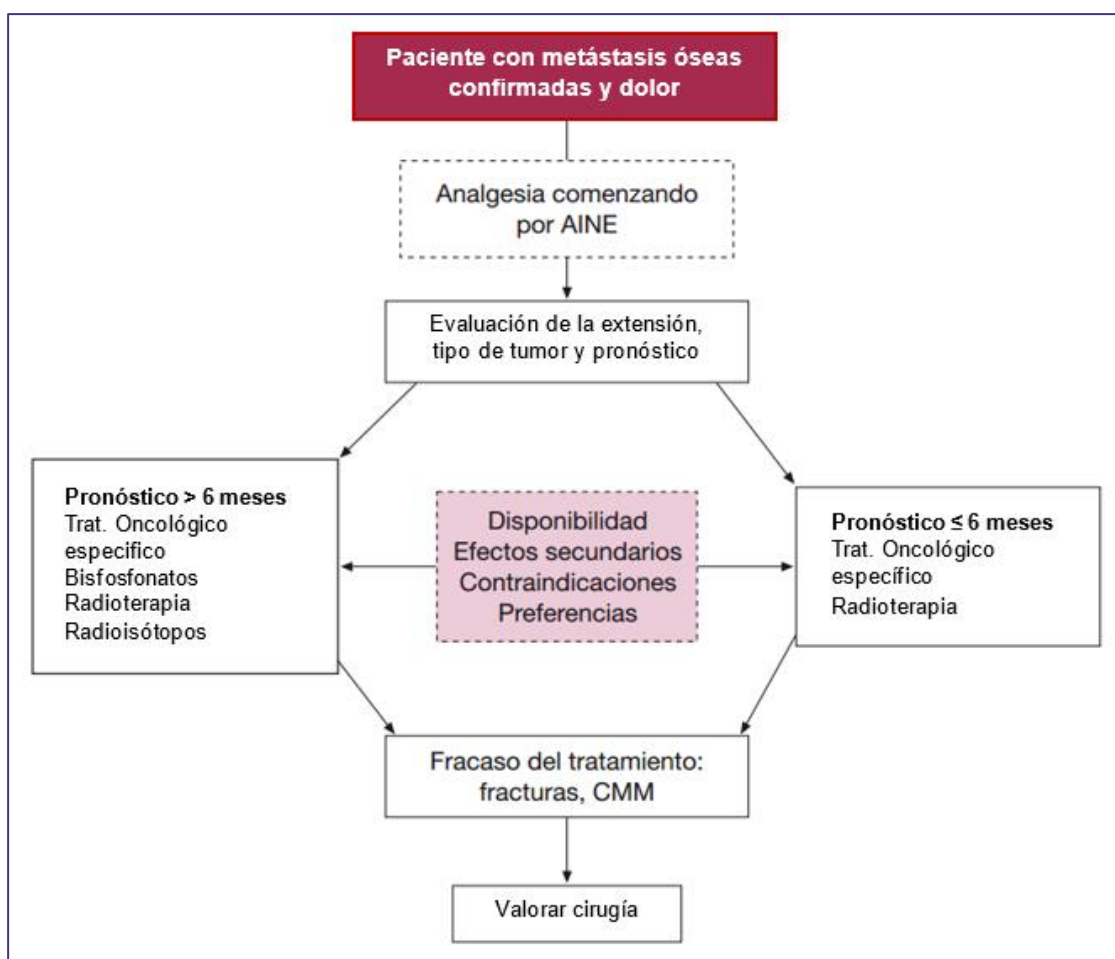 Paciente con metástasis óseas
confirmadas y dolor
Analgesia comenzando
por AINE
Evaluación de la extensión,
tipo de tumor y pronóstico
Pronóstico > 6 meses
Trat. Oncológico
especifico
Bisfosfonatos
Radioterapia
Radioisótopos
Disponibilidad
Efectos secundarios
Contraindicaciones
Preferencias
Pronóstico ≤ 6 meses
Trat. Oncológico
específico
Radioterapia
Fracaso del tratamiento:
fracturas, CMM
Valorar cirugía